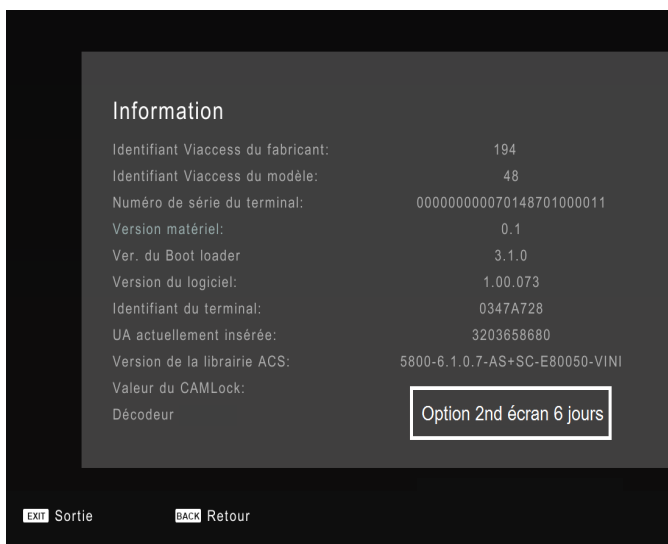 Information
Identifiant Viaccess du fabricant: 194
Identifiant Viaccess du modèle: 48
Numéro de série du terminal: 000000000070148701000011
Version matériel: 0.1
Ver. du Boot loader 3.1.0
Version du logiciel: 1.00.073
Identifiant du terminal: 0347A728
UA actuellement insérée: 3203658680
Version de la librairie ACS: 5800-6.1.0.7-AS+SC-E80050-VINI
Valeur du CAMLock:
Décodeur Option 2nd écran 6 jours
EXIT Sortie BACK Retour